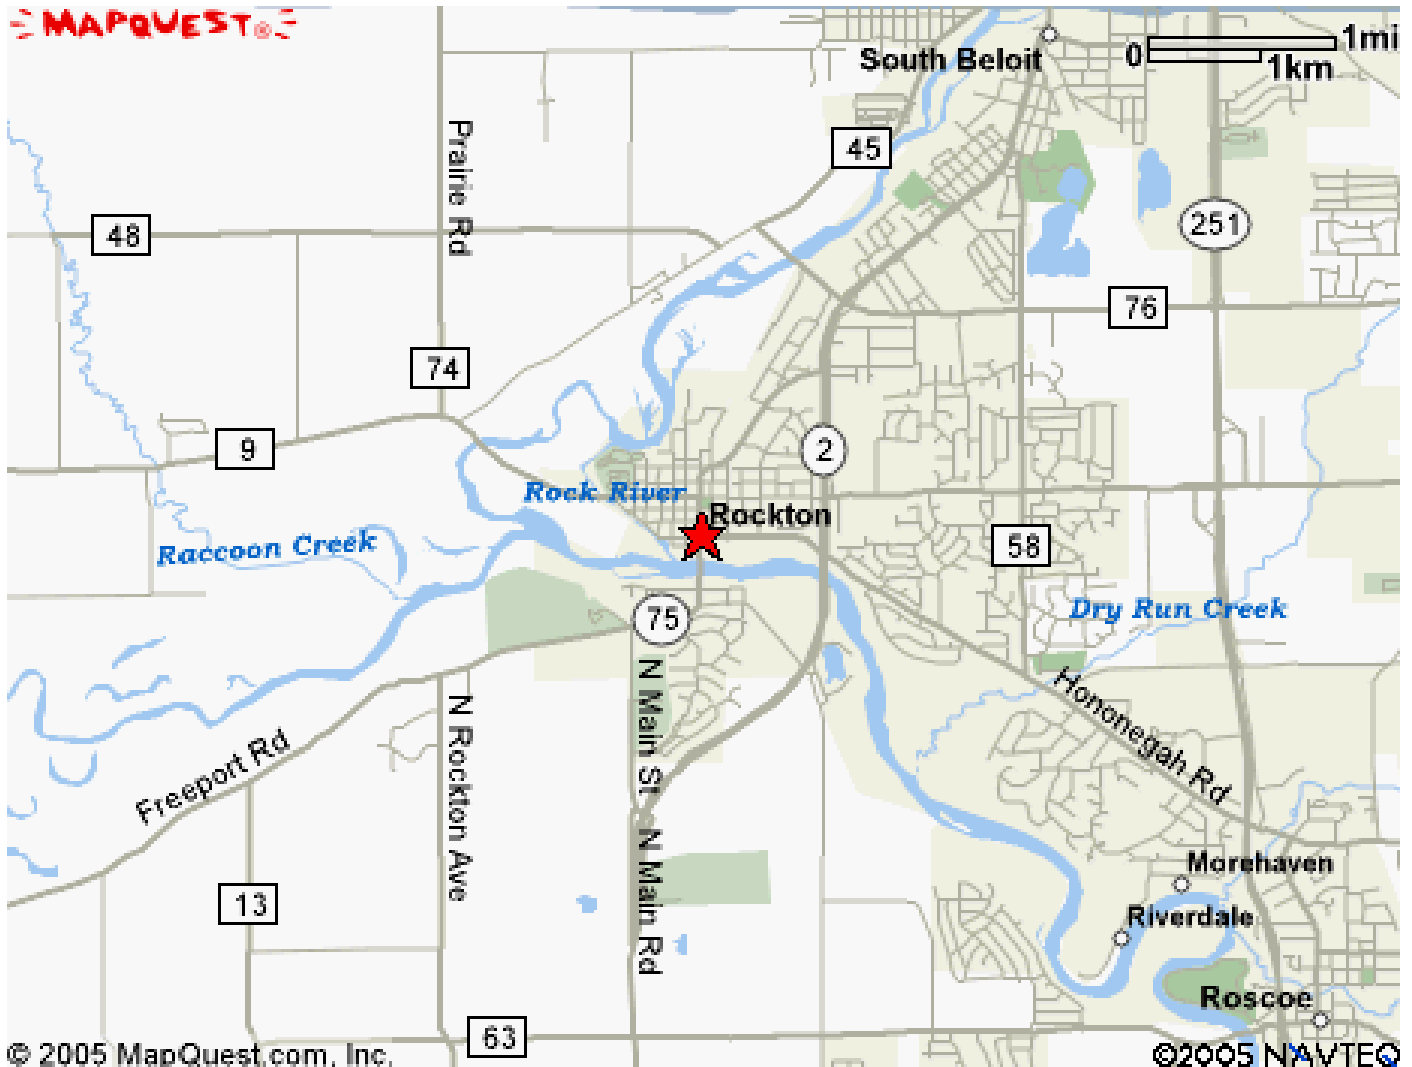 MAPQUEST®
South Beloit
0
1mi
1km
Prairie Rd
45
48
251
76
74
9
2
Rock River
Rockton
Raccoon Creek
58
75
Dry Run Creek
N Main St
Hononegah Rd
N Rockton Ave
Freeport Rd
N Main Rd
Morehaven
13
Riverdale
Roscoe
63
© 2005 MapQuest.com, Inc.
©2005 NAVTEQ